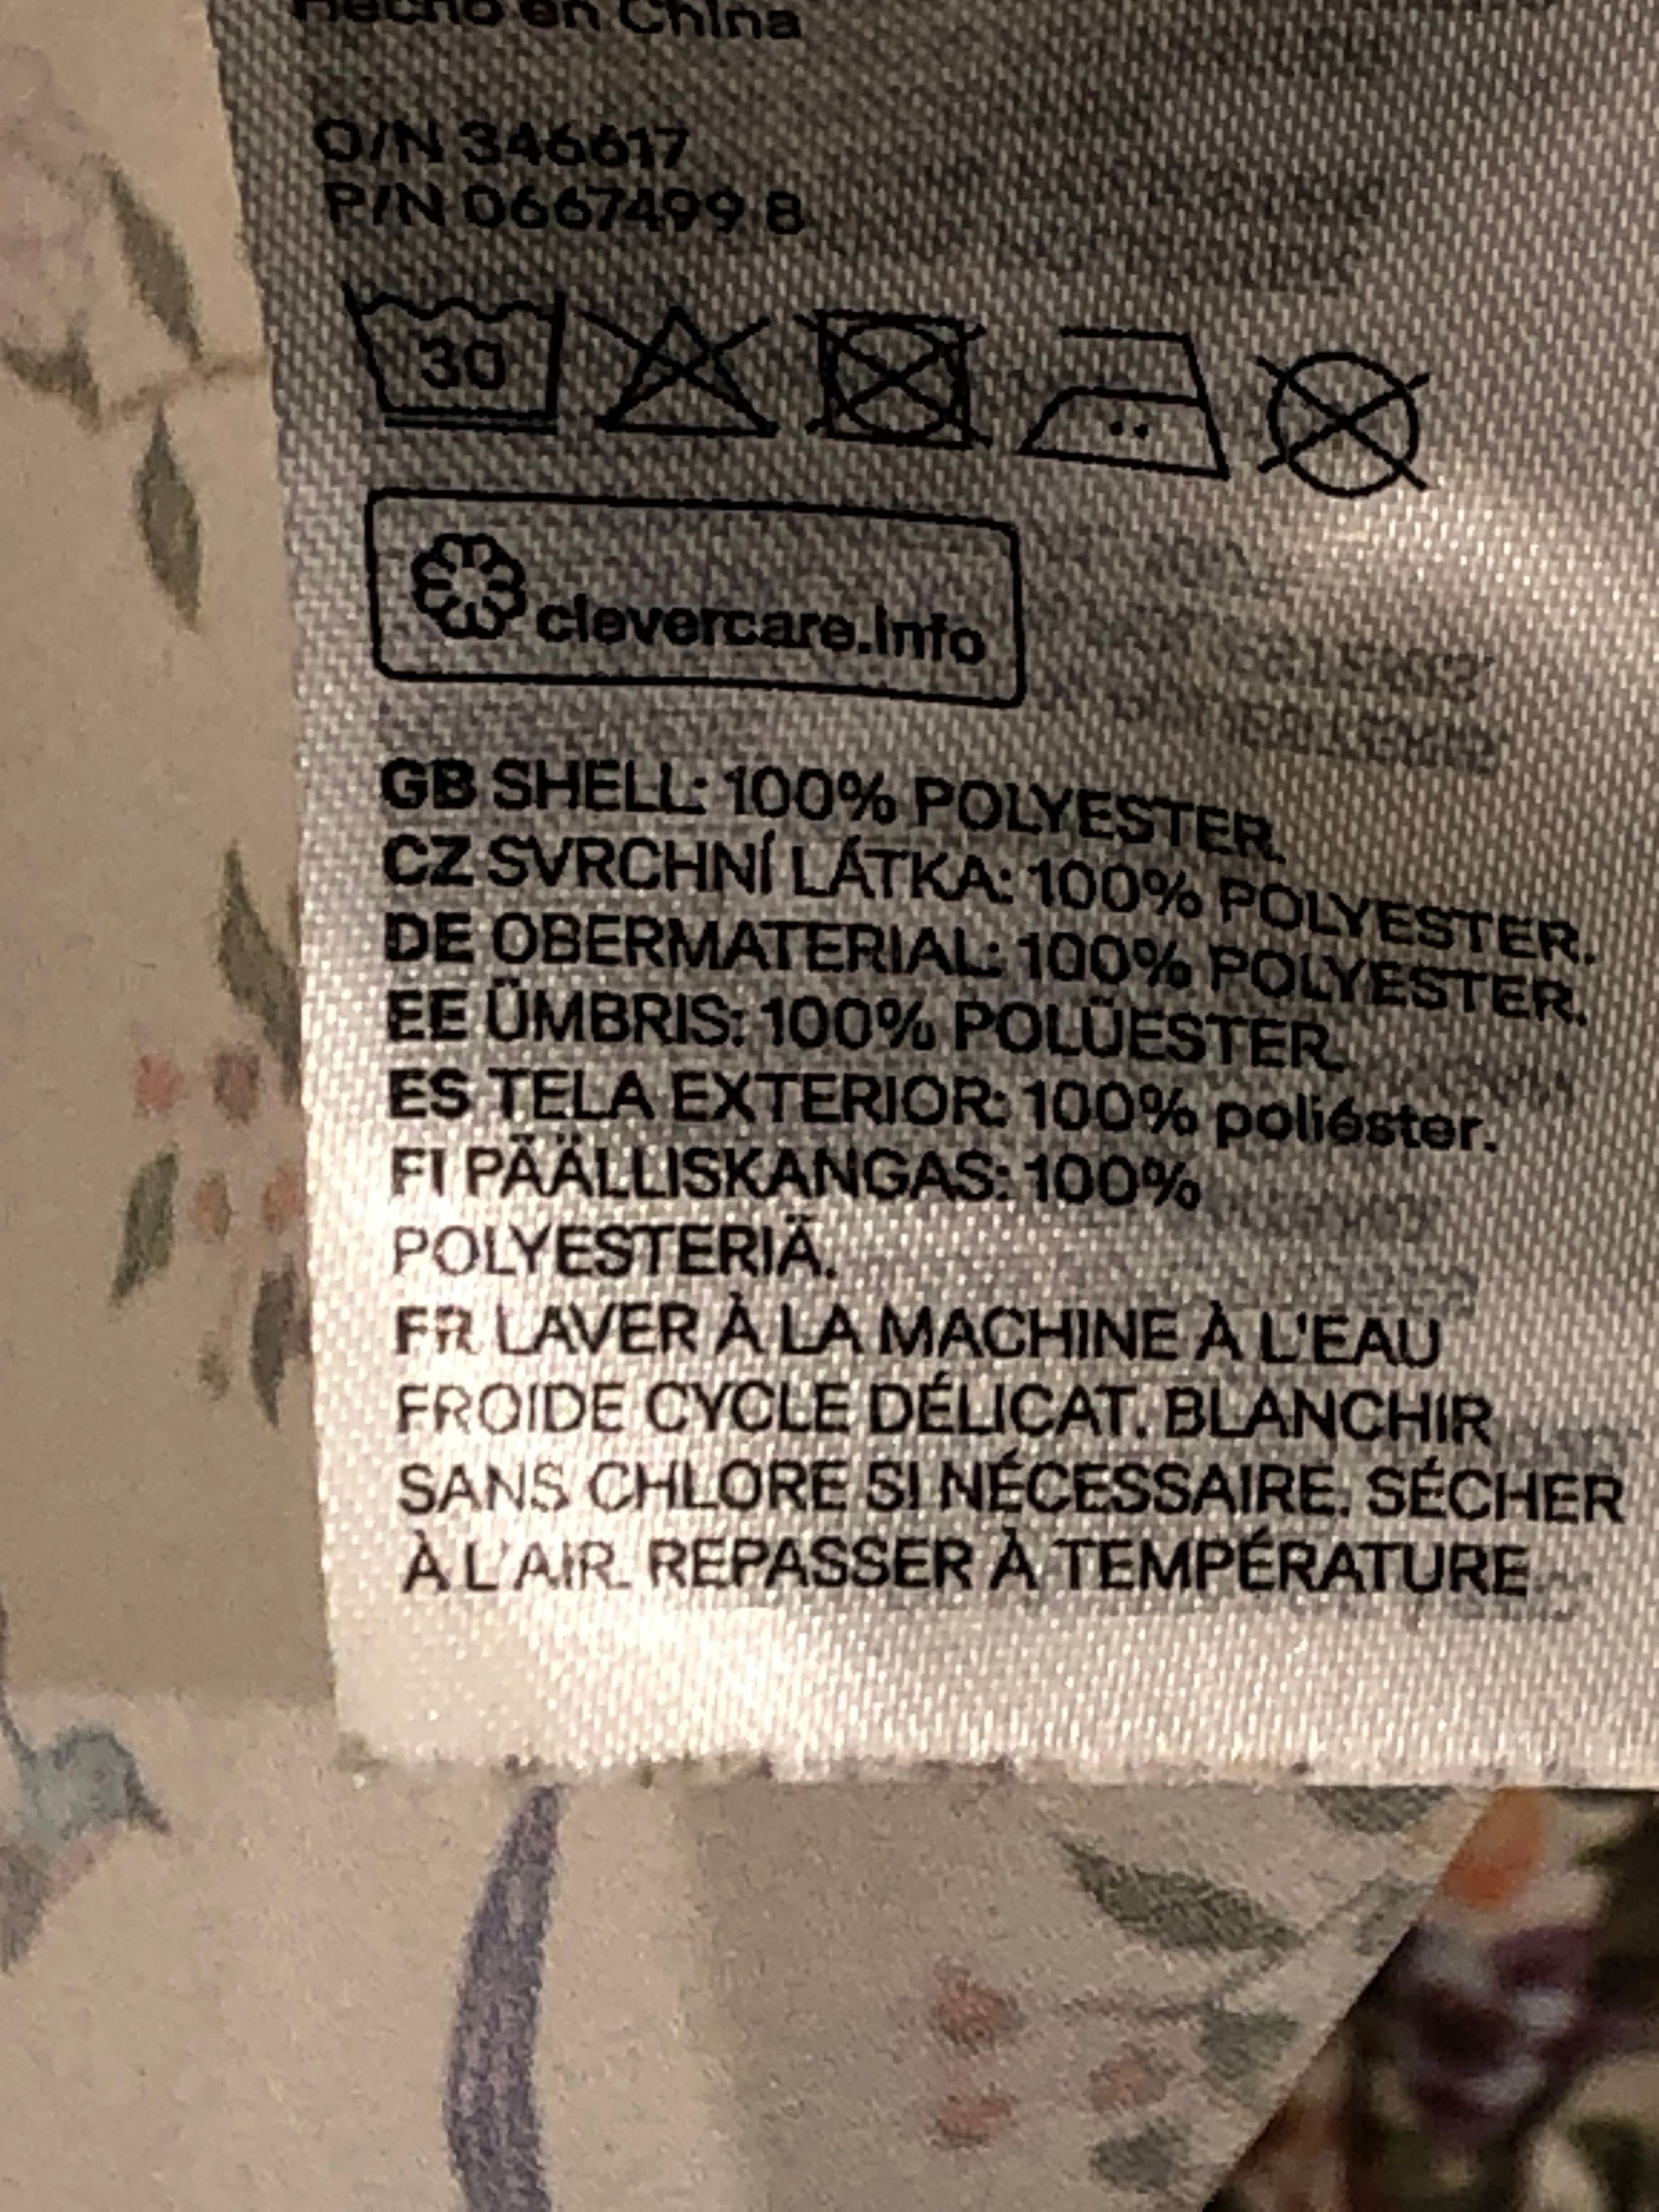 Hecho en China
O/N 346617
P/N 0667499 8
30
clevercare.info
GB SHELL: 100% POLYESTER.
CZ SVRCHNÍ LÁTKA: 100% POLYESTER.
DE OBERMATERIAL: 100% POLYESTER.
EE ÜMBRIS: 100% POLÜESTER.
ES TELA EXTERIOR: 100% poliéster.
FI PÄÄLLISKANGAS: 100%
POLYESTERIÄ.
FR LAVER À LA MACHINE À L'EAU
FROIDE CYCLE DÉLICAT. BLANCHIR
SANS CHLORE SI NÉCESSAIRE. SÉCHER
À L'AIR. REPASSER À TEMPÉRATURE